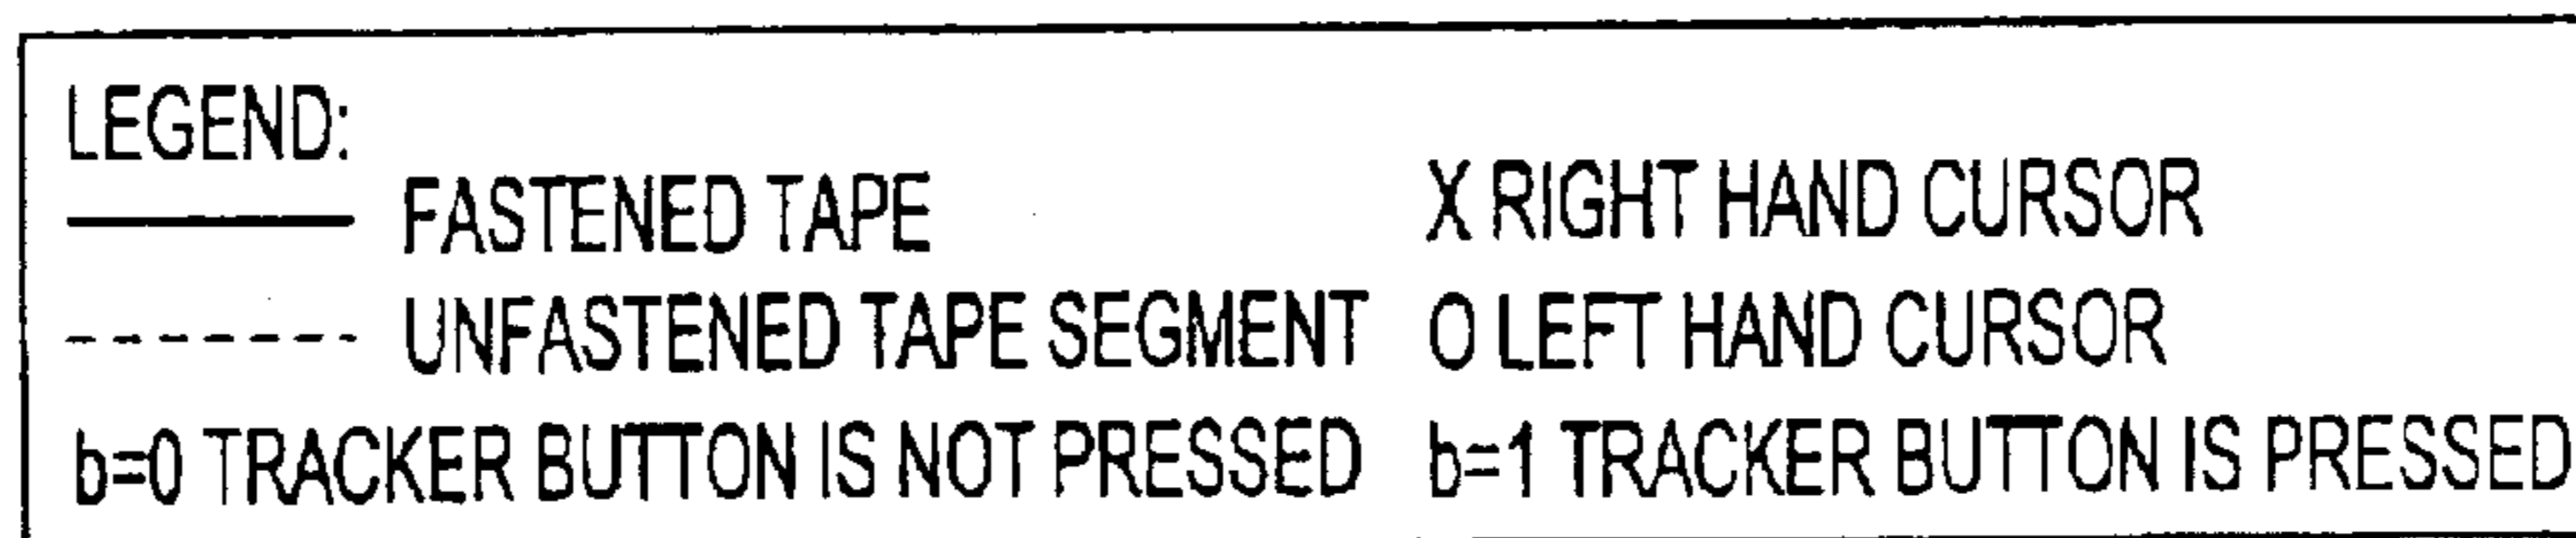 LEGEND:
FASTENED TAPE
X RIGHT HAND CURSOR
UNFASTENED TAPE SEGMENT
O LEFT HAND CURSOR
b=0 TRACKER BUTTON IS NOT PRESSED
b=1 TRACKER BUTTON IS PRESSED